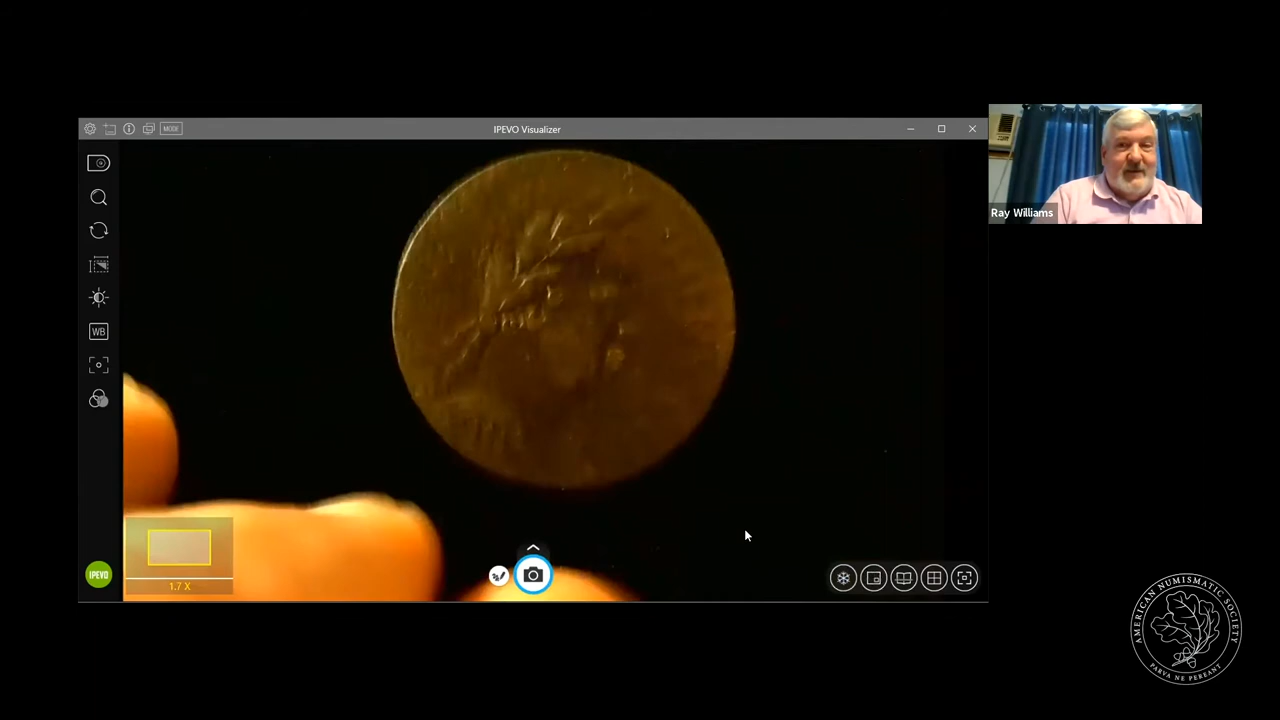 MODE
IPEVO Visualizer
WB
Ray Williams
IPEVO
1.7 X
AMERICAN NUMISMATIC SOCIETY
PARVA NE PEREANT